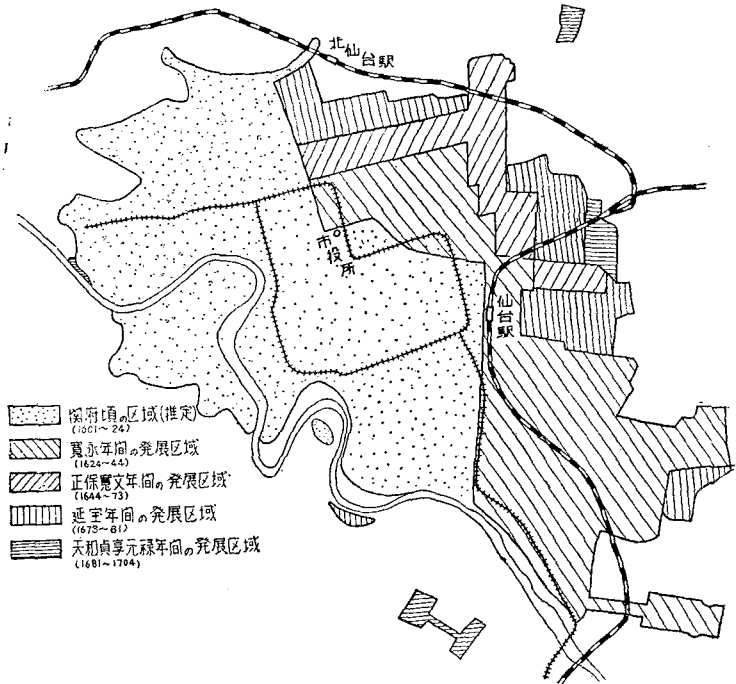 北仙台駅
市役所
仙台駅
開府頃の区域(推定)
(1601~24)
寛永年間の発展区域
(1624~44)
正保寛文年間の発展区域
(1644~73)
延宝年間の発展区域
(1673~81)
天和貞享元禄年間の発展区域
(1681~1704)